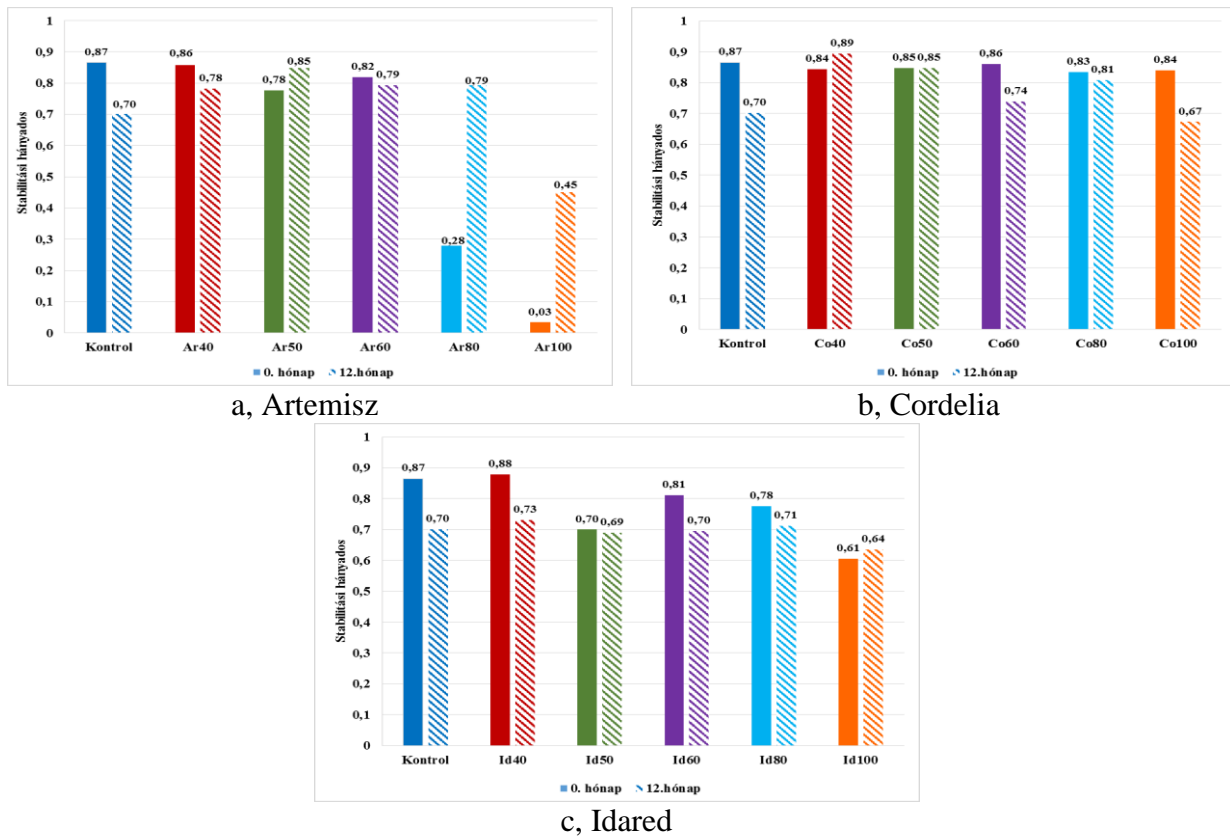 Stabilitási hányados
1
0,9
0,8
0,7
0,6
0,5
0,4
0,3
0,2
0,1
0
0,87 0,70 0,86 0,78 0,78 0,85 0,82 0,79 0,28 0,79 0,03 0,45
Kontrol Ar40 Ar50 Ar60 Ar80 Ar100
0. hónap 12.hónap
a, Artemisz
Stabilitási hányados
1
0,9
0,8
0,7
0,6
0,5
0,4
0,3
0,2
0,1
0
0,87 0,70 0,84 0,89 0,85 0,85 0,86 0,74 0,83 0,81 0,84 0,67
Kontrol Co40 Co50 Co60 Co80 Co100
0. hónap 12.hónap
b, Cordelia
Stabilitási hányados
1
0,9
0,8
0,7
0,6
0,5
0,4
0,3
0,2
0,1
0
0,87 0,70 0,88 0,73 0,70 0,69 0,81 0,70 0,78 0,71 0,61 0,64
Kontrol Id40 Id50 Id60 Id80 Id100
0. hónap 12.hónap
c, Idared